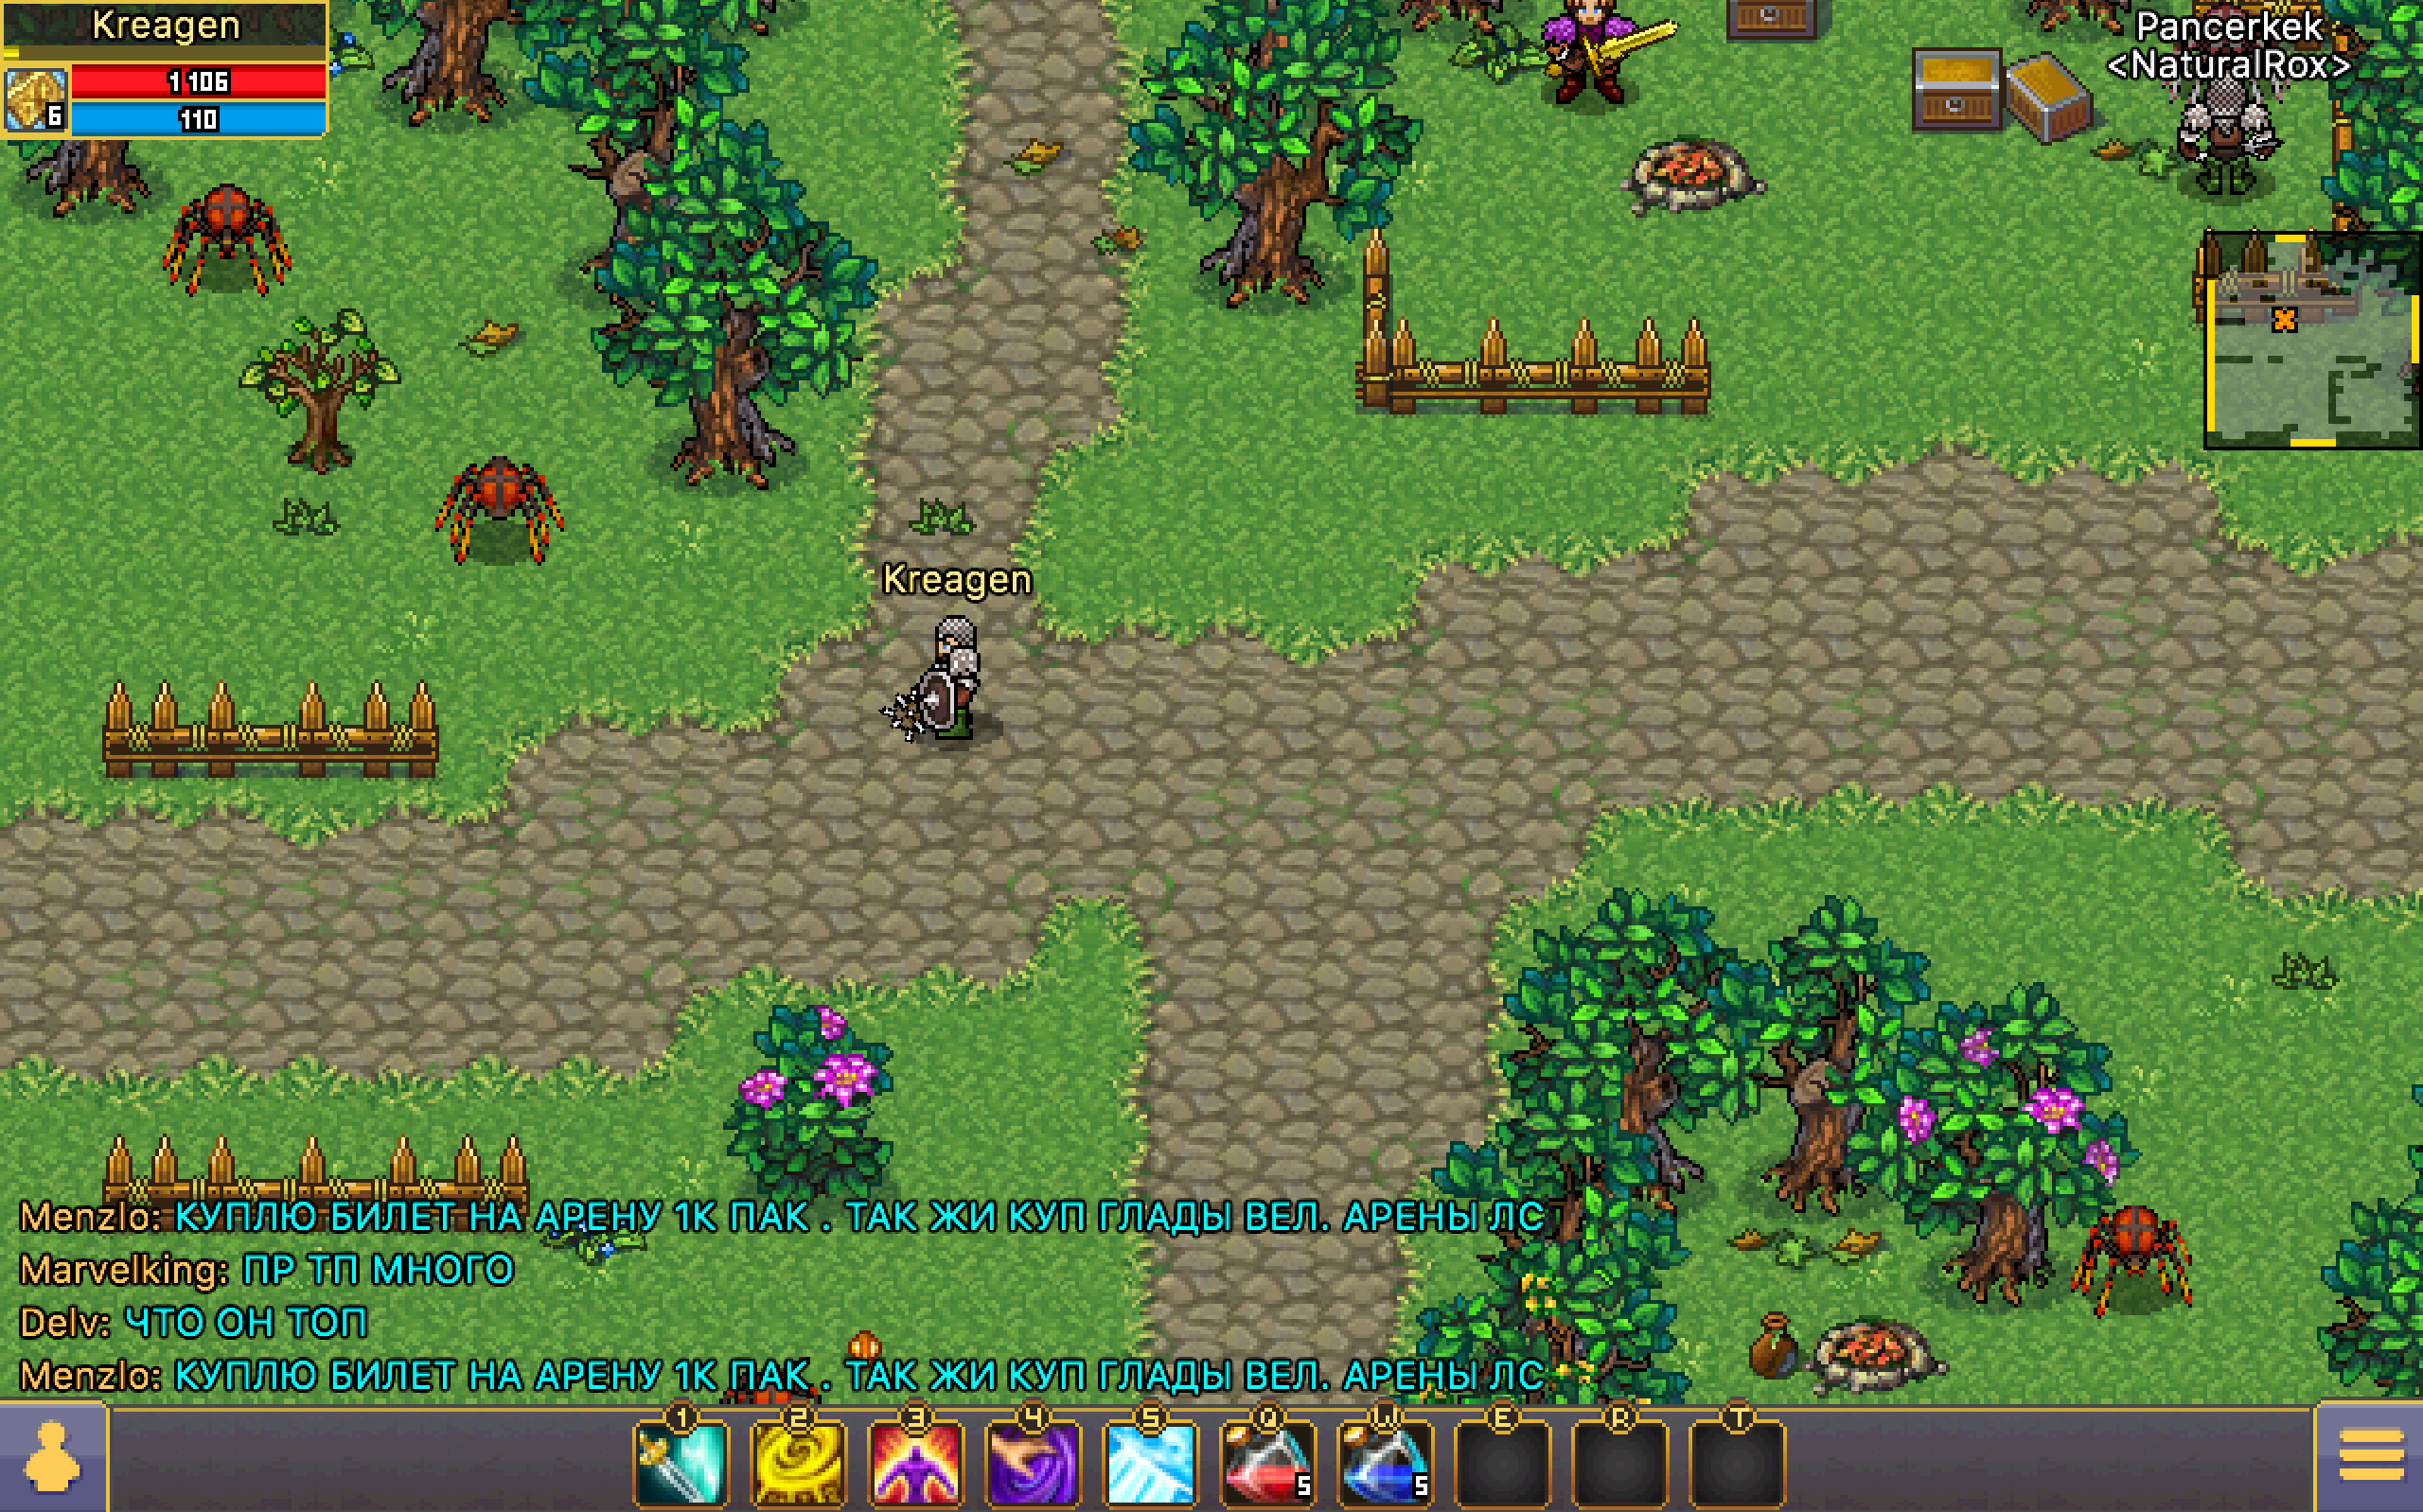 Kreagen
1 106
110
6
Pancerkek
<NaturalRox>
Kreagen
Menzlo: КУПЛЮ БИЛЕТ НА АРЕНУ 1К ПАК . ТАК ЖИ КУП ГЛАДЫ ВЕЛ. АРЕНЫ ЛС
Marvelking: ПР ТП МНОГО
Delv: ЧТО ОН ТОП
Menzlo: КУПЛЮ БИЛЕТ НА АРЕНУ 1К ПАК . ТАК ЖИ КУП ГЛАДЫ ВЕЛ. АРЕНЫ ЛС
1 2 3 4 5 Q W E R T
5 5